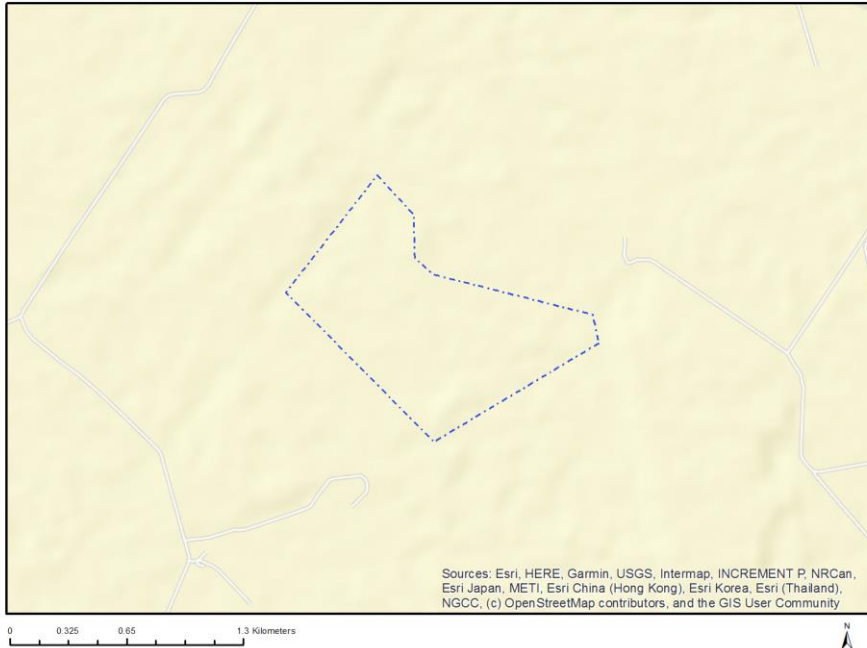 Sources: Esri, HERE, Garmin, USGS, Intermap, INCREMENT P, NRCan,
Esri Japan, METI, Esri China (Hong Kong), Esri Korea, Esri (Thailand),
NGCC, (c) OpenStreetMap contributors, and the GIS User Community
0 0.325 0.65 1.3 Kilometers
N